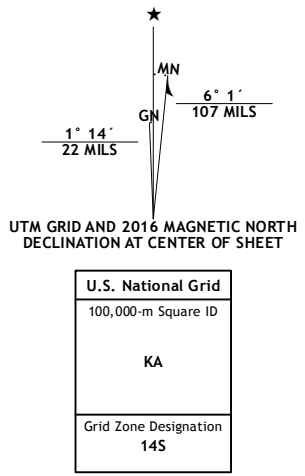 MN
GN
6° 1´
107 MILS
1° 14´
22 MILS
UTM GRID AND 2016 MAGNETIC NORTH
DECLINATION AT CENTER OF SHEET
U.S. National Grid
100,000-m Square ID
KA
Grid Zone Designation
14S